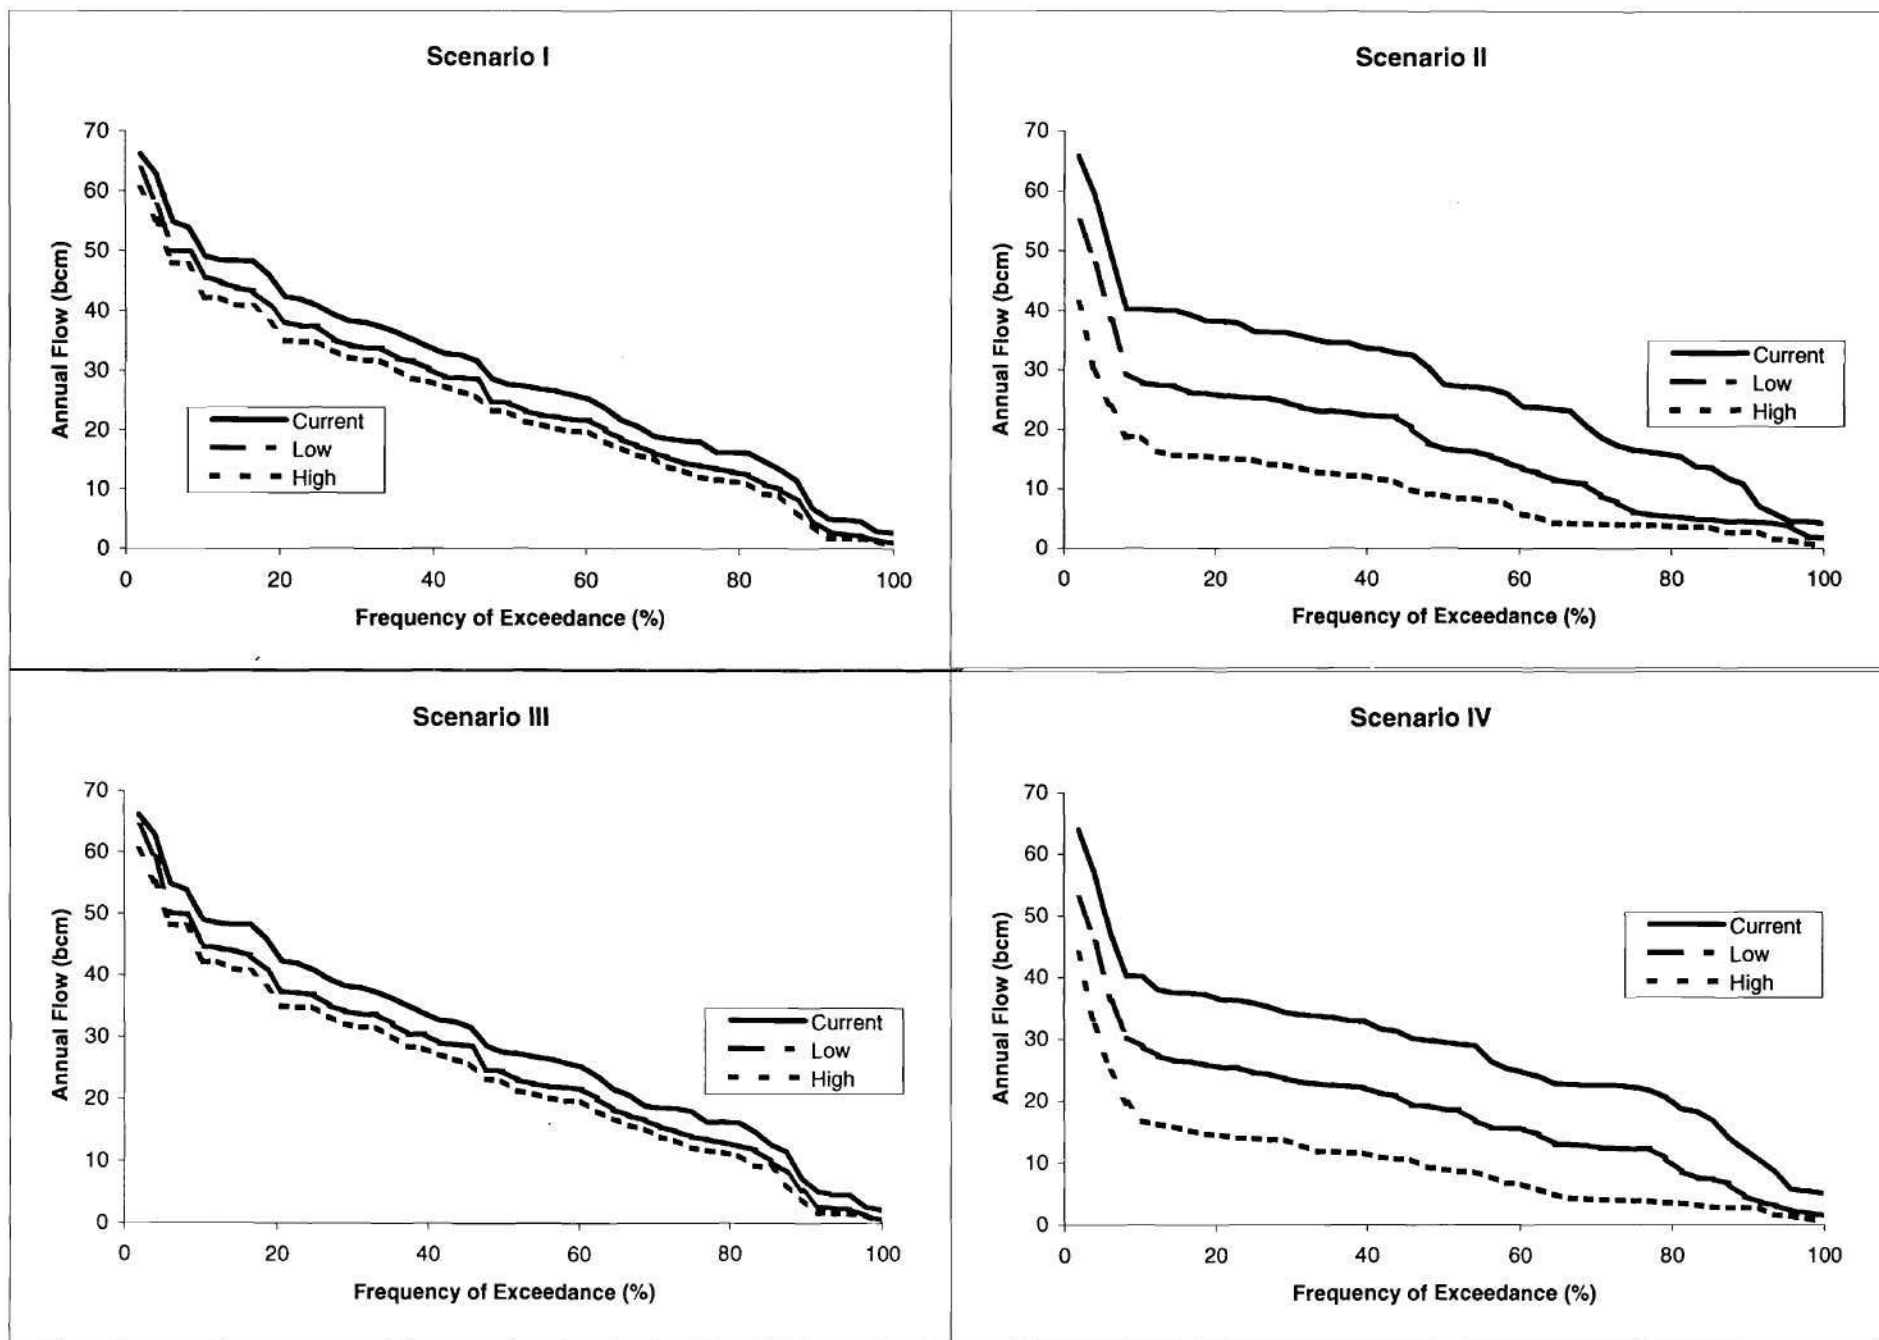 Scenario I
70
60
50
40
30
20
10
0
Annual Flow (bcm)
Current
Low
High
0 20 40 60 80 100
Frequency of Exceedance (%)
Scenario II
70
60
50
40
30
20
10
0
Annual Flow (bcm)
Current
Low
High
0 20 40 60 80 100
Frequency of Exceedance (%)
Scenario III
70
60
50
40
30
20
10
0
Annual Flow (bcm)
Current
Low
High
0 20 40 60 80 100
Frequency of Exceedance (%)
Scenario IV
70
60
50
40
30
20
10
0
Annual Flow (bcm)
Current
Low
High
0 20 40 60 80 100
Frequency of Exceedance (%)